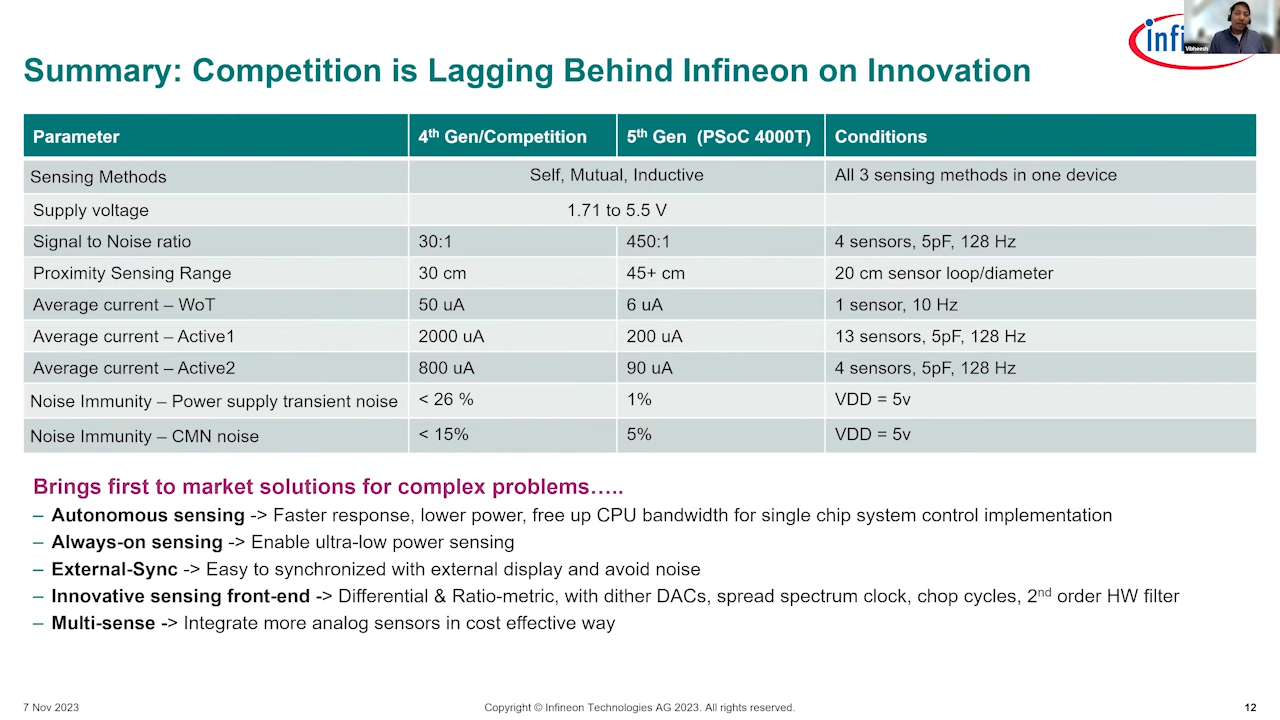 infi
Vibheesh
Summary: Competition is Lagging Behind Infineon on Innovation
Parameter 4th Gen/Competition 5th Gen (PSoC 4000T) Conditions
Sensing Methods Self, Mutual, Inductive All 3 sensing methods in one device
Supply voltage 1.71 to 5.5 V
Signal to Noise ratio 30:1 450:1 4 sensors, 5pF, 128 Hz
Proximity Sensing Range 30 cm 45+ cm 20 cm sensor loop/diameter
Average current – WoT 50 uA 6 uA 1 sensor, 10 Hz
Average current – Active1 2000 uA 200 uA 13 sensors, 5pF, 128 Hz
Average current – Active2 800 uA 90 uA 4 sensors, 5pF, 128 Hz
Noise Immunity – Power supply transient noise < 26 % 1% VDD = 5v
Noise Immunity – CMN noise < 15% 5% VDD = 5v
Brings first to market solutions for complex problems…..
– Autonomous sensing -> Faster response, lower power, free up CPU bandwidth for single chip system control implementation
– Always-on sensing -> Enable ultra-low power sensing
– External-Sync -> Easy to synchronized with external display and avoid noise
– Innovative sensing front-end -> Differential & Ratio-metric, with dither DACs, spread spectrum clock, chop cycles, 2nd order HW filter
– Multi-sense -> Integrate more analog sensors in cost effective way
7 Nov 2023 Copyright © Infineon Technologies AG 2023. All rights reserved. 12